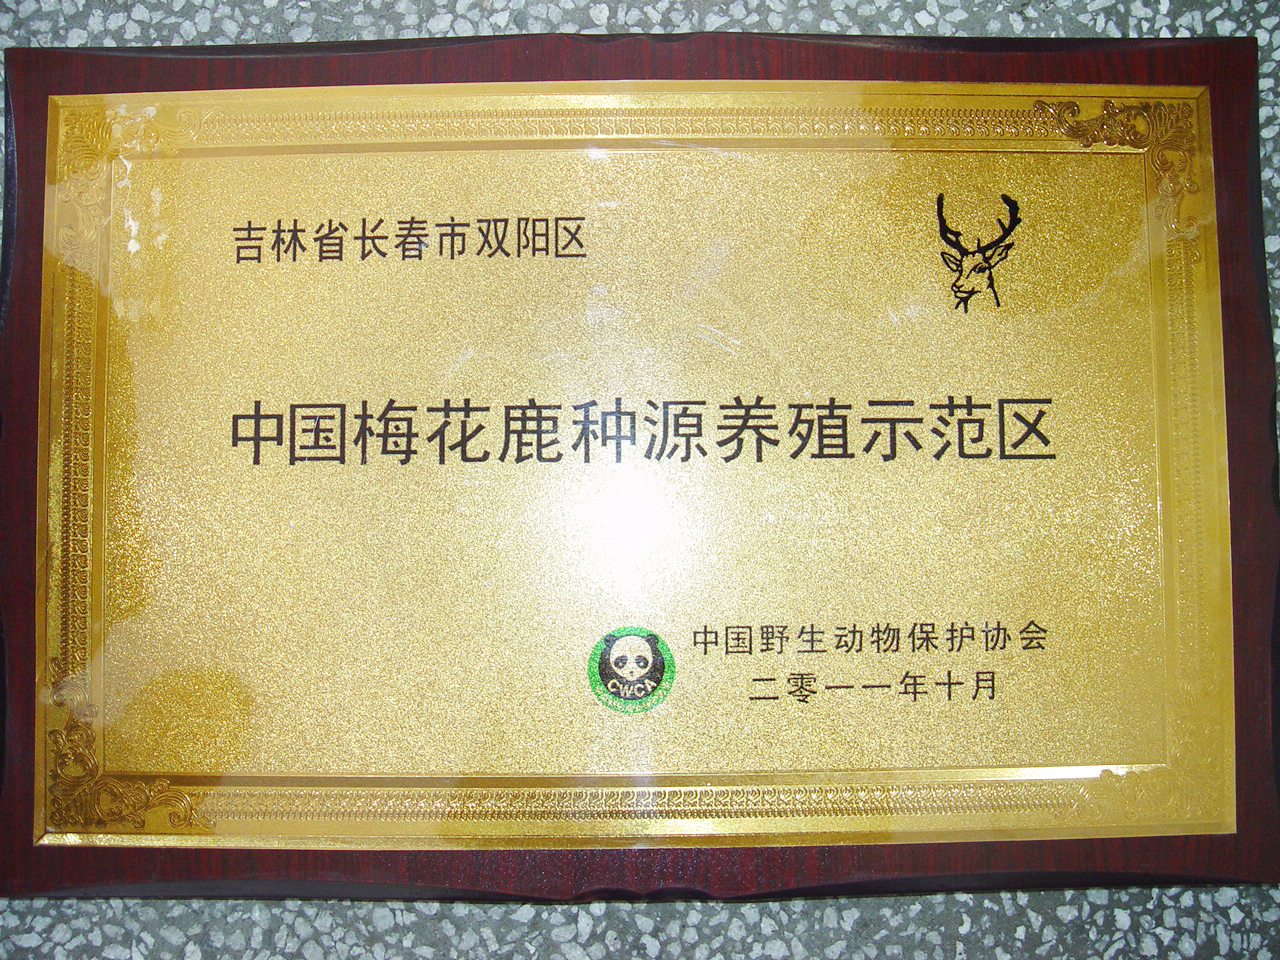 吉林省长春市双阳区
中国梅花鹿种源养殖示范区
CWCA
中国野生动物保护协会
二零一一年十月